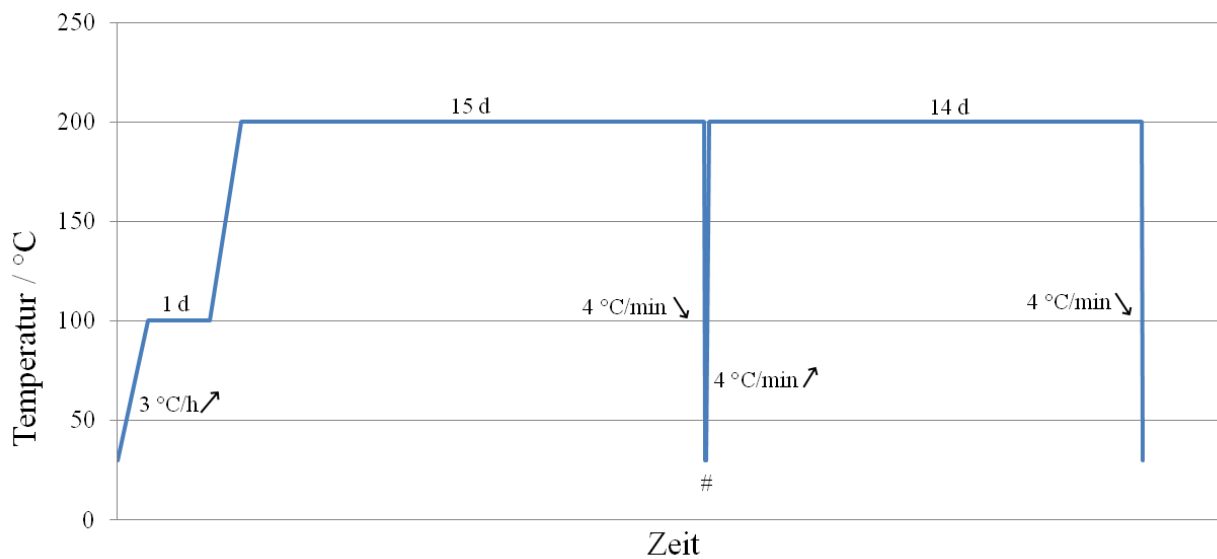 250
15 d
14 d
200
150
Temperatur / °C
1 d
4 °C/min ↘
4 °C/min ↘
100
4 °C/min ↗
3 °C/h ↗
50
#
0
Zeit